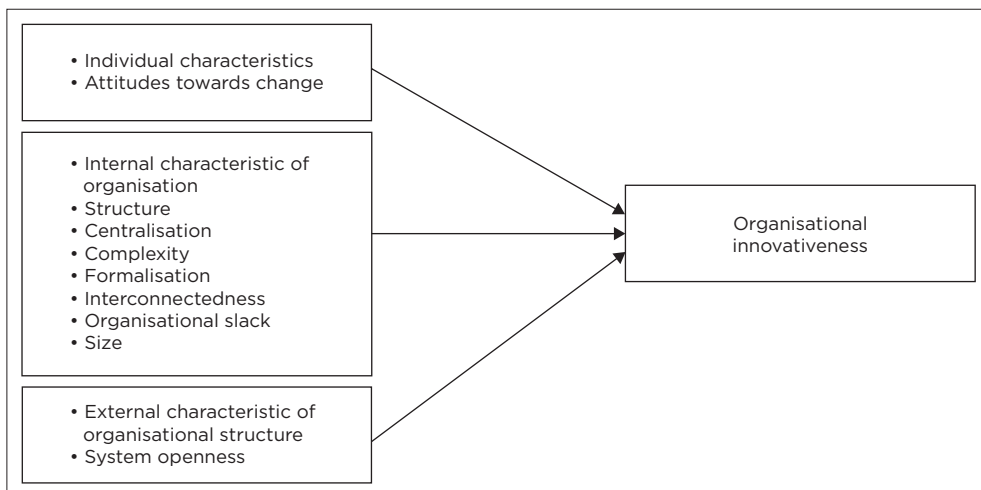 • Individual characteristics
• Attitudes towards change
• Internal characteristic of
organisation
• Structure
• Centralisation
• Complexity
• Formalisation
• Interconnectedness
• Organisational slack
• Size
• External characteristic of
organisational structure
• System openness
Organisational
innovativeness